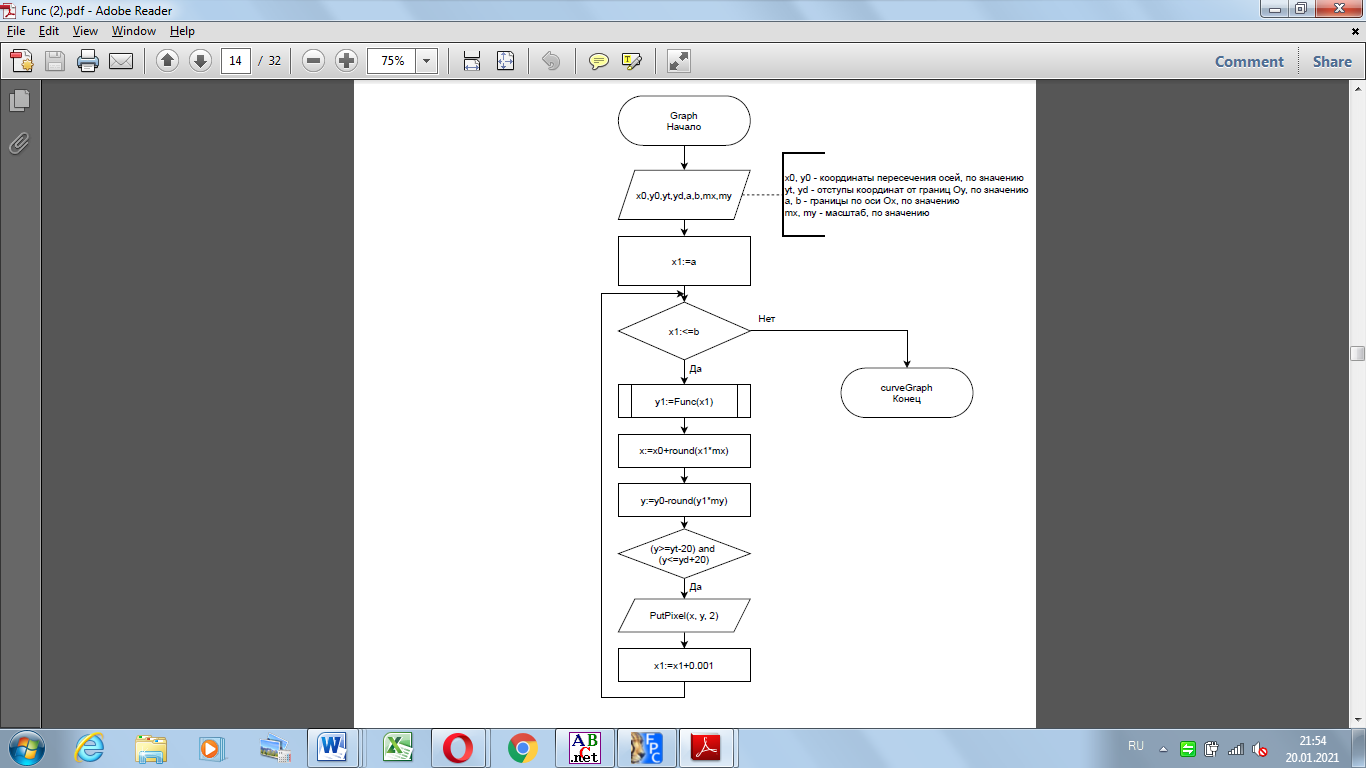 Func (2).pdf - Adobe Reader
File Edit View Window Help
14 / 32 75% Comment Share
Graph
Начало
x0,y0,yt,yd,a,b,mx,my
x0, y0 - координаты пересечения осей, по значению
yt, yd - отступы координат от границ Oy, по значению
a, b - границы по оси Ox, по значению
mx, my - масштаб, по значению
x1:=a
x1:<=b
Нет
Да
curveGraph
Конец
y1:=Func(x1)
x:=x0+round(x1*mx)
y:=y0-round(y1*my)
(y>=yt-20) and
(y<=yd+20)
Да
PutPixel(x, y, 2)
x1:=x1+0.001
ABC
.net
FPC
RU
21:54
20.01.2021